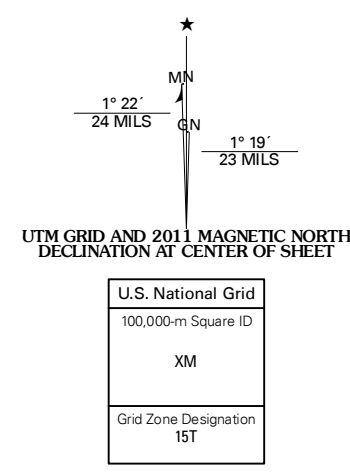 ★
MN
1° 22´
24 MILS
GN
1° 19´
23 MILS
UTM GRID AND 2011 MAGNETIC NORTH
DECLINATION AT CENTER OF SHEET
U.S. National Grid
100,000-m Square ID
XM
Grid Zone Designation
15T